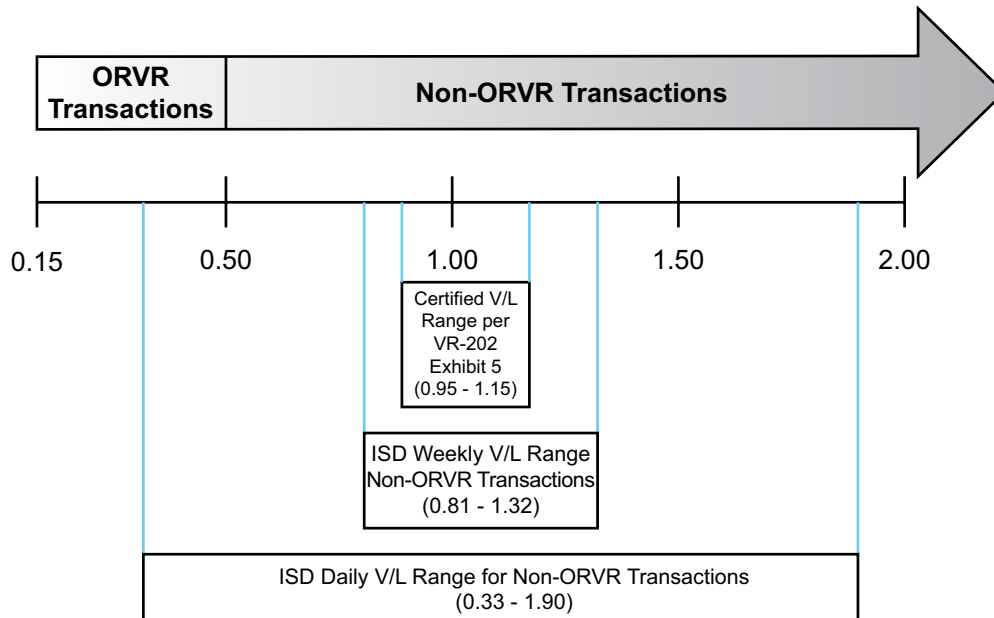 ORVR
Transactions
Non-ORVR Transactions
0.15
0.50
1.00
1.50
2.00
Certified V/L
Range per
VR-202
Exhibit 5
(0.95 - 1.15)
ISD Weekly V/L Range
Non-ORVR Transactions
(0.81 - 1.32)
ISD Daily V/L Range for Non-ORVR Transactions
(0.33 - 1.90)